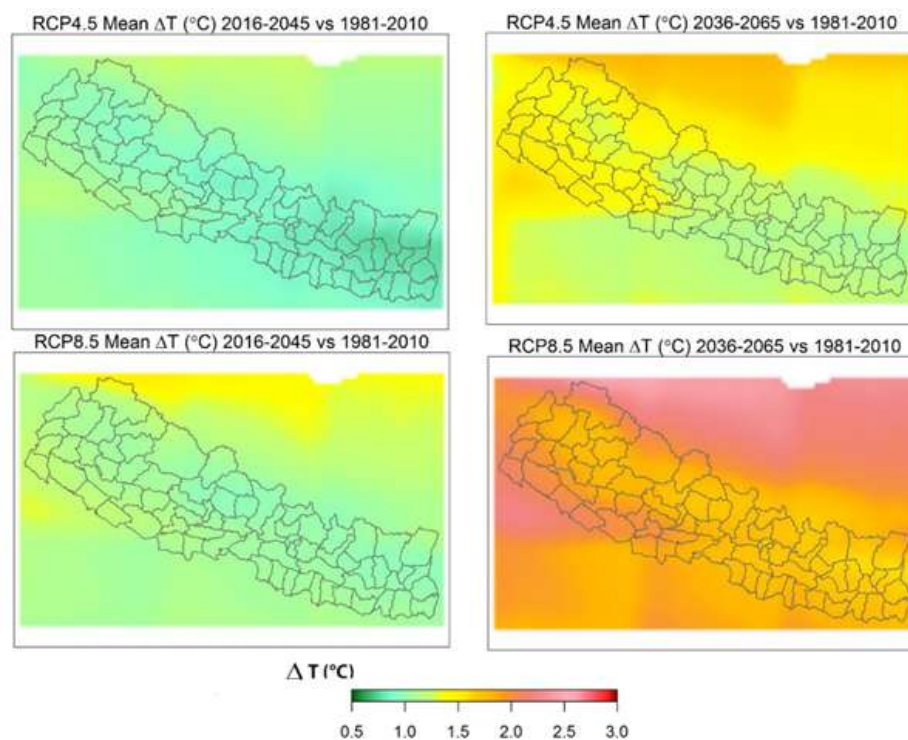 RCP4.5 Mean ΔT (°C) 2016-2045 vs 1981-2010
RCP4.5 Mean ΔT (°C) 2036-2065 vs 1981-2010
RCP8.5 Mean ΔT (°C) 2016-2045 vs 1981-2010
RCP8.5 Mean ΔT (°C) 2036-2065 vs 1981-2010
Δ T (°C)
0.5 1.0 1.5 2.0 2.5 3.0